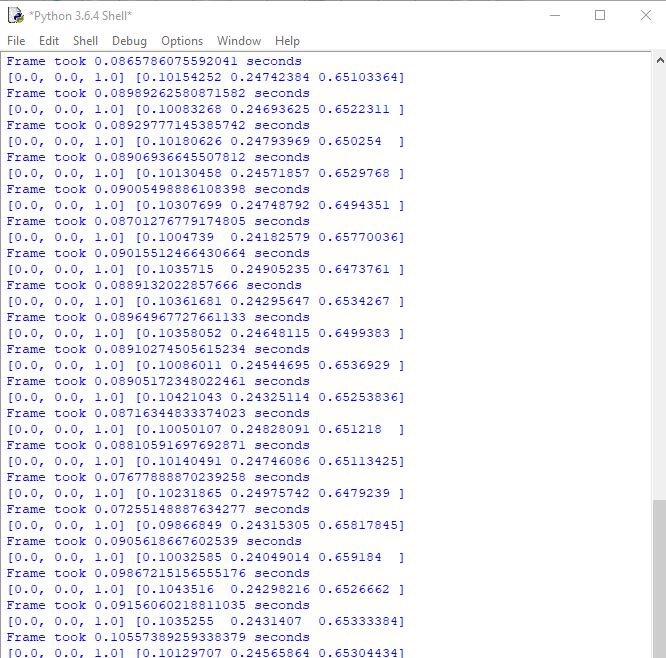 *Python 3.6.4 Shell*
File Edit Shell Debug Options Window Help
Frame took 0.0865786075592041 seconds
[0.0, 0.0, 1.0] [0.10154252 0.24742384 0.65103364]
Frame took 0.08989262580871582 seconds
[0.0, 0.0, 1.0] [0.10083268 0.24693625 0.6522311 ]
Frame took 0.08929777145385742 seconds
[0.0, 0.0, 1.0] [0.10180626 0.24793969 0.650254  ]
Frame took 0.08906936645507812 seconds
[0.0, 0.0, 1.0] [0.10130458 0.24571857 0.6529768 ]
Frame took 0.09005498886108398 seconds
[0.0, 0.0, 1.0] [0.10307699 0.24748792 0.6494351 ]
Frame took 0.08701276779174805 seconds
[0.0, 0.0, 1.0] [0.1004739  0.24182579 0.65770036]
Frame took 0.09015512466430664 seconds
[0.0, 0.0, 1.0] [0.1035715  0.24905235 0.6473761 ]
Frame took 0.0889132022857666 seconds
[0.0, 0.0, 1.0] [0.10361681 0.24295647 0.6534267 ]
Frame took 0.08964967727661133 seconds
[0.0, 0.0, 1.0] [0.10358052 0.24648115 0.6499383 ]
Frame took 0.08910274505615234 seconds
[0.0, 0.0, 1.0] [0.10086011 0.24544695 0.6536929 ]
Frame took 0.08905172348022461 seconds
[0.0, 0.0, 1.0] [0.10421043 0.24325114 0.65253836]
Frame took 0.08716344833374023 seconds
[0.0, 0.0, 1.0] [0.10050107 0.24828091 0.651218  ]
Frame took 0.08810591697692871 seconds
[0.0, 0.0, 1.0] [0.10140491 0.24746086 0.65113425]
Frame took 0.07677888870239258 seconds
[0.0, 0.0, 1.0] [0.10231865 0.24975742 0.6479239 ]
Frame took 0.07255148887634277 seconds
[0.0, 0.0, 1.0] [0.09866849 0.24315305 0.65817845]
Frame took 0.0905618667602539 seconds
[0.0, 0.0, 1.0] [0.10032585 0.24049014 0.659184  ]
Frame took 0.09867215156555176 seconds
[0.0, 0.0, 1.0] [0.1043516  0.24298216 0.6526662 ]
Frame took 0.09156060218811035 seconds
[0.0, 0.0, 1.0] [0.1035255  0.2431407  0.65333384]
Frame took 0.10557389259338379 seconds
[0.0, 0.0, 1.0] [0.10129707 0.24565864 0.65304434]